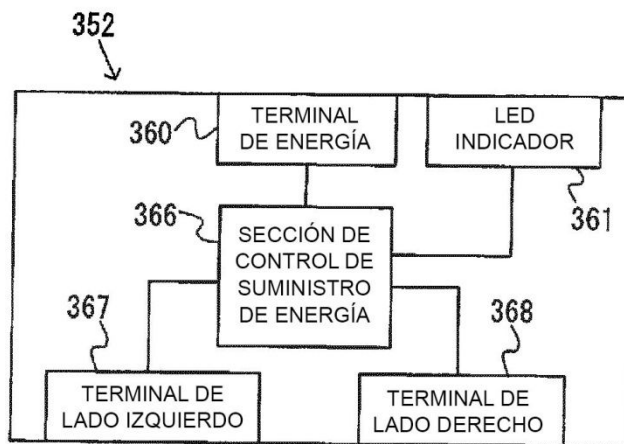 352
TERMINAL
DE ENERGÍA
360
LED
INDICADOR
361
366
SECCIÓN DE
CONTROL DE
SUMINISTRO
DE ENERGÍA
367
368
TERMINAL DE
LADO IZQUIERDO
TERMINAL DE
LADO DERECHO